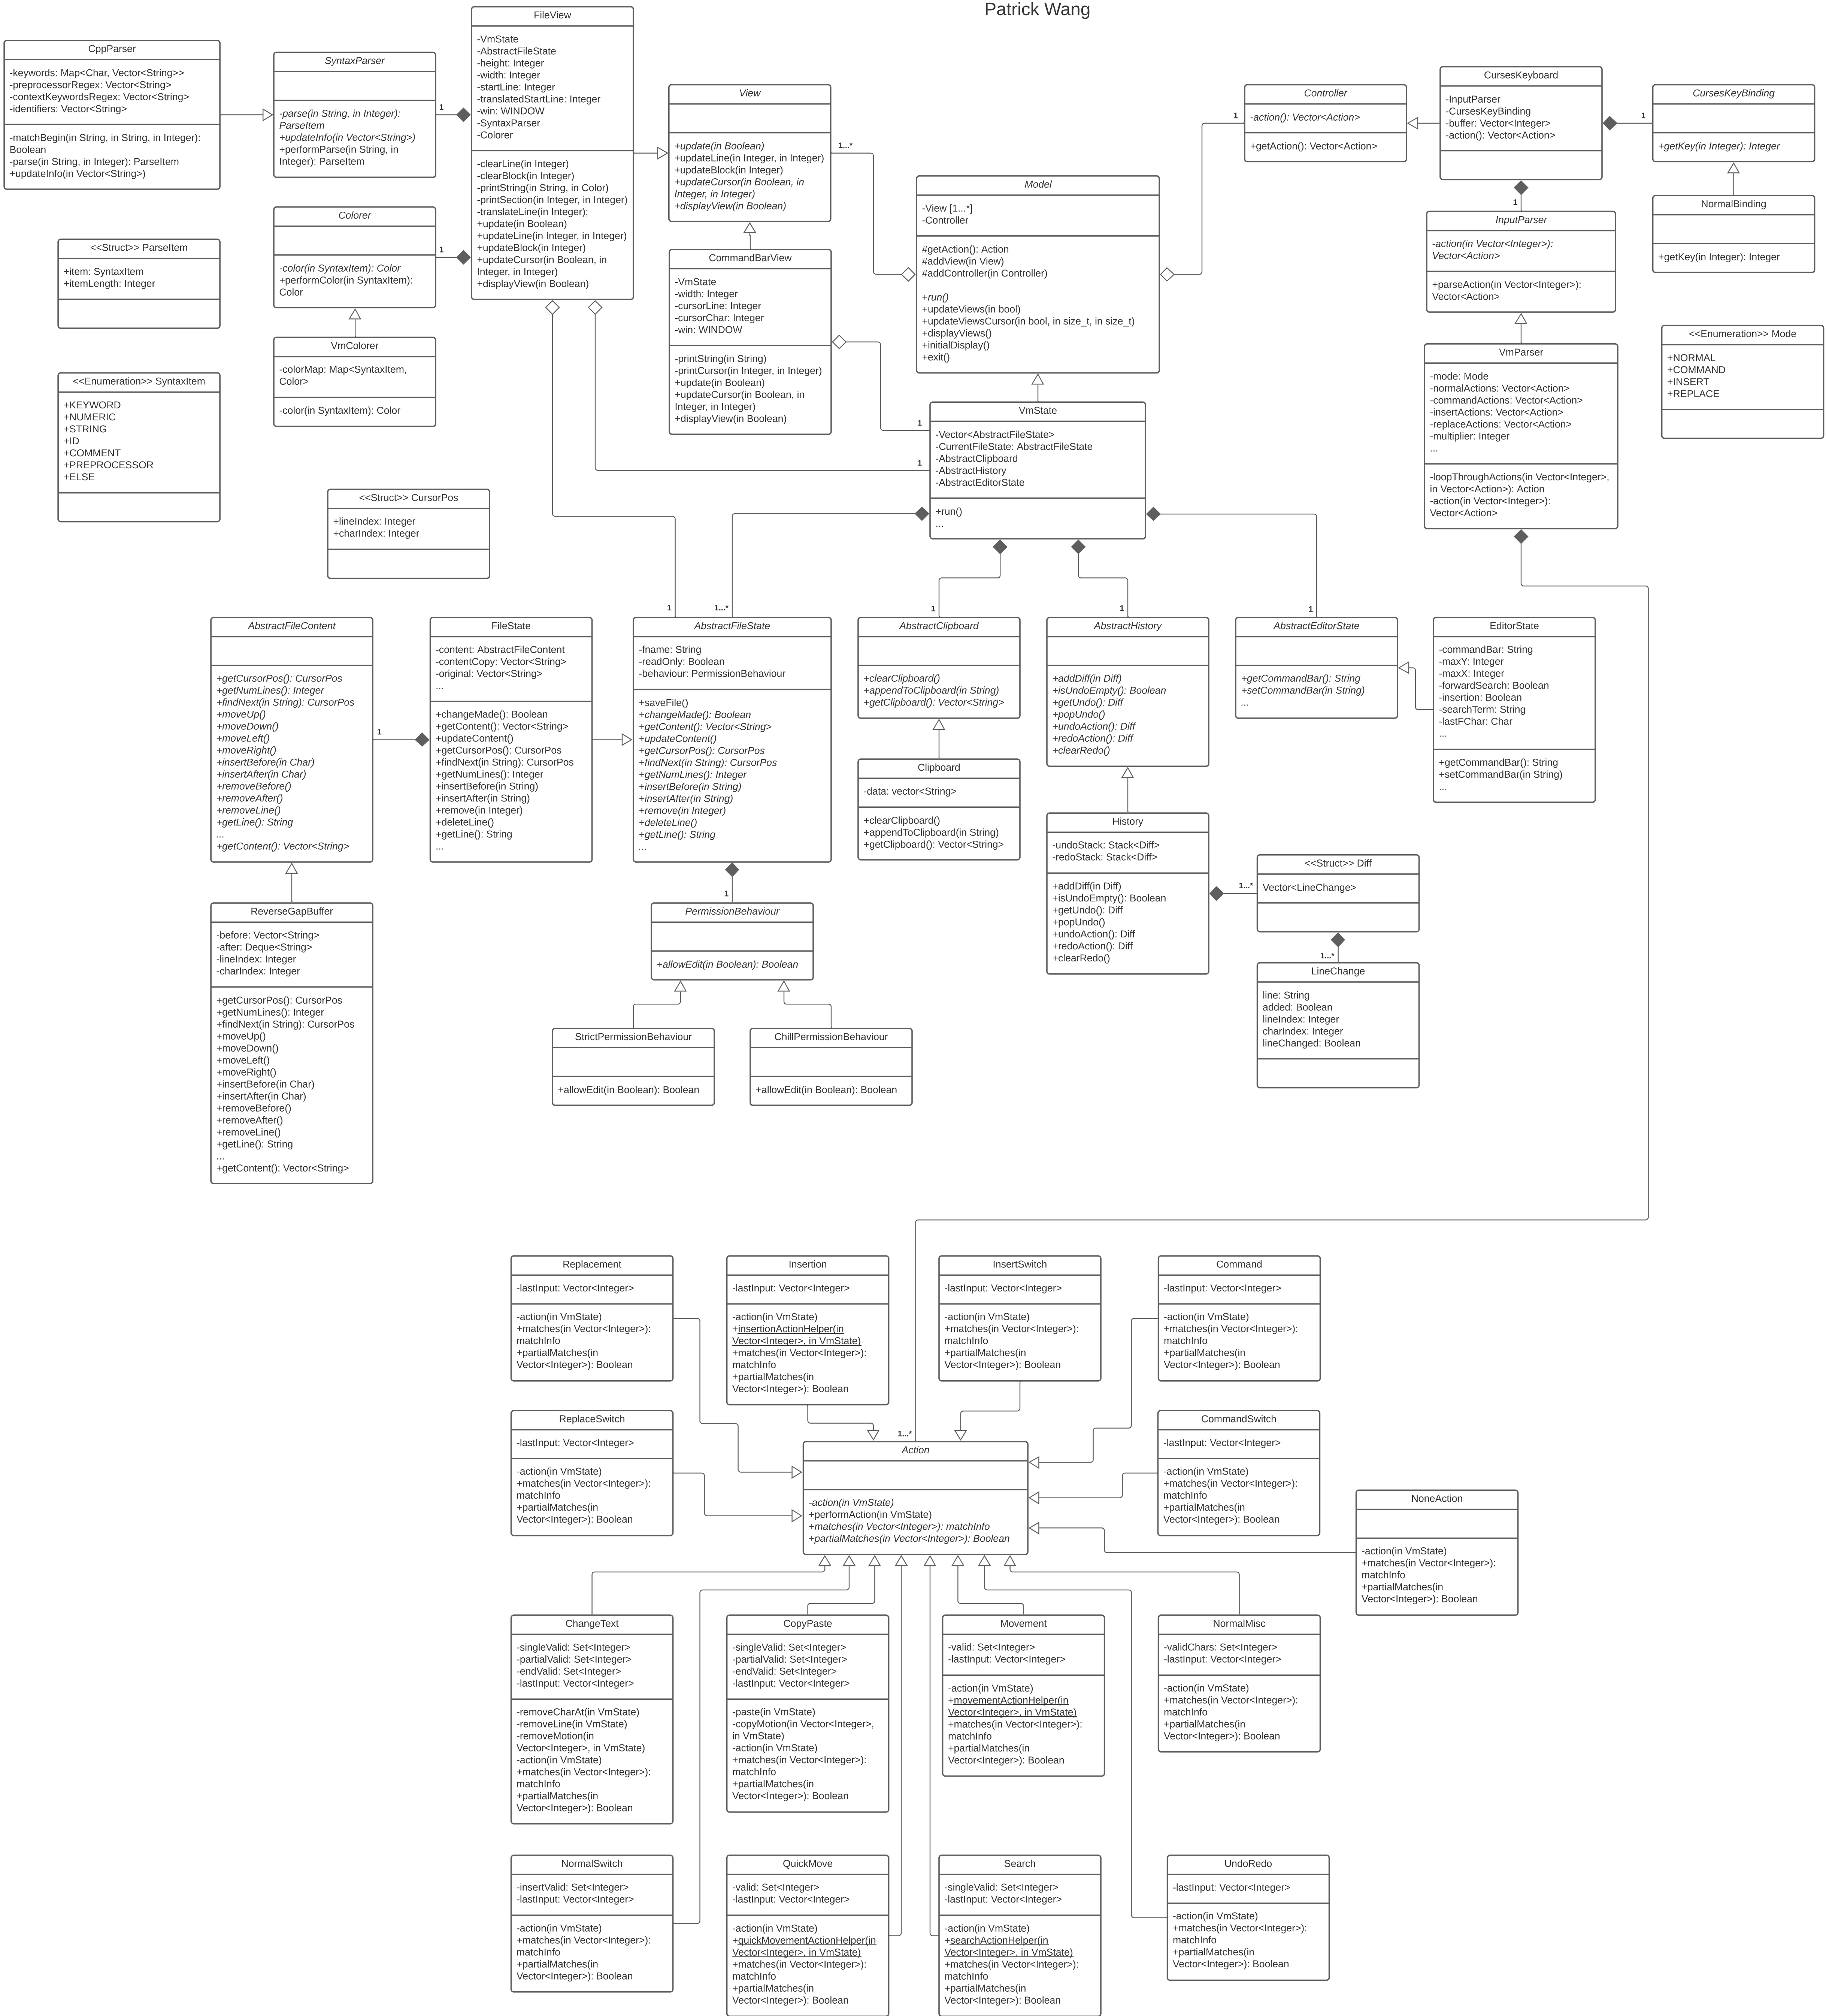 Patrick Wang
FileView
-VmState
-AbstractFileState
-height: Integer
-width: Integer
-startLine: Integer
-translatedStartLine: Integer
-win: WINDOW
-SyntaxParser
-Colorer
-clearLine(in Integer)
-clearBlock(in Integer)
-printString(in String, in Color)
-printSection(in Integer, in Integer)
-translateLine(in Integer);
+update(in Boolean)
+updateLine(in Integer, in Integer)
+updateBlock(in Integer)
+updateCursor(in Boolean, in
Integer, in Integer)
+displayView(in Boolean)
CppParser
-keywords: Map<Char, Vector<String>>
-preprocessorRegex: Vector<String>
-contextKeywordsRegex: Vector<String>
-identifiers: Vector<String>
-matchBegin(in String, in String, in Integer):
Boolean
-parse(in String, in Integer): ParseItem
+updateInfo(in Vector<String>)
SyntaxParser
-parse(in String, in Integer):
ParseItem
+updateInfo(in Vector<String>)
+performParse(in String, in
Integer): ParseItem
1
View
+update(in Boolean)
+updateLine(in Integer, in Integer)
+updateBlock(in Integer)
+updateCursor(in Boolean, in
Integer, in Integer)
+displayView(in Boolean)
1...*
Controller
-action(): Vector<Action>
+getAction(): Vector<Action>
1
CursesKeyboard
-InputParser
-CursesKeyBinding
-buffer: Vector<Integer>
-action(): Vector<Action>
1
CursesKeyBinding
+getKey(in Integer): Integer
1
Model
-View [1...*]
-Controller
#getAction(): Action
#addView(in View)
#addController(in Controller)
+run()
+updateViews(in bool)
+updateViewsCursor(in bool, in size_t, in size_t)
+displayViews()
+initialDisplay()
+exit()
NormalBinding
+getKey(in Integer): Integer
InputParser
-action(in Vector<Integer>):
Vector<Action>
+parseAction(in Vector<Integer>):
Vector<Action>
Colorer
-color(in SyntaxItem): Color
+performColor(in SyntaxItem):
Color
1
<<Struct>> ParseItem
+item: SyntaxItem
+itemLength: Integer
CommandBarView
-VmState
-width: Integer
-cursorLine: Integer
-cursorChar: Integer
-win: WINDOW
-printString(in String)
-printCursor(in Integer, in Integer)
+update(in Boolean)
+updateCursor(in Boolean, in
Integer, in Integer)
+displayView(in Boolean)
1
1
<<Enumeration>> Mode
+NORMAL
+COMMAND
+INSERT
+REPLACE
VmColorer
-colorMap: Map<SyntaxItem,
Color>
-color(in SyntaxItem): Color
VmParser
-mode: Mode
-normalActions: Vector<Action>
-commandActions: Vector<Action>
-insertActions: Vector<Action>
-replaceActions: Vector<Action>
-multiplier: Integer
...
-loopThroughActions(in Vector<Integer>,
in Vector<Action>): Action
-action(in Vector<Integer>):
Vector<Action>
<<Enumeration>> SyntaxItem
+KEYWORD
+NUMERIC
+STRING
+ID
+COMMENT
+PREPROCESSOR
+ELSE
VmState
-Vector<AbstractFileState>
-CurrentFileState: AbstractFileState
-AbstractClipboard
-AbstractHistory
-AbstractEditorState
+run()
...
<<Struct>> CursorPos
+lineIndex: Integer
+charIndex: Integer
1
1...*
1
1
1
AbstractFileContent
+getCursorPos(): CursorPos
+getNumLines(): Integer
+findNext(in String): CursorPos
+moveUp()
+moveDown()
+moveLeft()
+moveRight()
+insertBefore(in Char)
+insertAfter(in Char)
+removeBefore()
+removeAfter()
+removeLine()
+getLine(): String
...
+getContent(): Vector<String>
1
FileState
-content: AbstractFileContent
-contentCopy: Vector<String>
-original: Vector<String>
...
+changeMade(): Boolean
+getContent(): Vector<String>
+updateContent()
+getCursorPos(): CursorPos
+findNext(in String): CursorPos
+getNumLines(): Integer
+insertBefore(in String)
+insertAfter(in String)
+remove(in Integer)
+deleteLine()
+getLine(): String
...
AbstractFileState
-fname: String
-readOnly: Boolean
-behaviour: PermissionBehaviour
+saveFile()
+changeMade(): Boolean
+getContent(): Vector<String>
+updateContent()
+getCursorPos(): CursorPos
+findNext(in String): CursorPos
+getNumLines(): Integer
+insertBefore(in String)
+insertAfter(in String)
+remove(in Integer)
+deleteLine()
+getLine(): String
...
1
AbstractClipboard
+clearClipboard()
+appendToClipboard(in String)
+getClipboard(): Vector<String>
AbstractHistory
+addDiff(in Diff)
+isUndoEmpty(): Boolean
+getUndo(): Diff
+popUndo()
+undoAction(): Diff
+redoAction(): Diff
+clearRedo()
AbstractEditorState
+getCommandBar(): String
+setCommandBar(in String)
...
EditorState
-commandBar: String
-maxY: Integer
-maxX: Integer
-forwardSearch: Boolean
-insertion: Boolean
-searchTerm: String
-lastFChar: Char
...
+getCommandBar(): String
+setCommandBar(in String)
...
Clipboard
-data: vector<String>
+clearClipboard()
+appendToClipboard(in String)
+getClipboard(): Vector<String>
History
-undoStack: Stack<Diff>
-redoStack: Stack<Diff>
+addDiff(in Diff)
+isUndoEmpty(): Boolean
+getUndo(): Diff
+popUndo()
+undoAction(): Diff
+redoAction(): Diff
+clearRedo()
1...*
<<Struct>> Diff
Vector<LineChange>
1...*
LineChange
line: String
added: Boolean
lineIndex: Integer
charIndex: Integer
lineChanged: Boolean
ReverseGapBuffer
-before: Vector<String>
-after: Deque<String>
-lineIndex: Integer
-charIndex: Integer
+getCursorPos(): CursorPos
+getNumLines(): Integer
+findNext(in String): CursorPos
+moveUp()
+moveDown()
+moveLeft()
+moveRight()
+insertBefore(in Char)
+insertAfter(in Char)
+removeBefore()
+removeAfter()
+removeLine()
+getLine(): String
...
+getContent(): Vector<String>
PermissionBehaviour
+allowEdit(in Boolean): Boolean
StrictPermissionBehaviour
+allowEdit(in Boolean): Boolean
ChillPermissionBehaviour
+allowEdit(in Boolean): Boolean
Replacement
-lastInput: Vector<Integer>
-action(in VmState)
+matches(in Vector<Integer>):
matchInfo
+partialMatches(in
Vector<Integer>): Boolean
Insertion
-lastInput: Vector<Integer>
-action(in VmState)
+insertionActionHelper(in
Vector<Integer>, in VmState)
+matches(in Vector<Integer>):
matchInfo
+partialMatches(in
Vector<Integer>): Boolean
InsertSwitch
-lastInput: Vector<Integer>
-action(in VmState)
+matches(in Vector<Integer>):
matchInfo
+partialMatches(in
Vector<Integer>): Boolean
Command
-lastInput: Vector<Integer>
-action(in VmState)
+matches(in Vector<Integer>):
matchInfo
+partialMatches(in
Vector<Integer>): Boolean
ReplaceSwitch
-lastInput: Vector<Integer>
-action(in VmState)
+matches(in Vector<Integer>):
matchInfo
+partialMatches(in
Vector<Integer>): Boolean
1...*
Action
-action(in VmState)
+performAction(in VmState)
+matches(in Vector<Integer>): matchInfo
+partialMatches(in Vector<Integer>): Boolean
CommandSwitch
-lastInput: Vector<Integer>
-action(in VmState)
+matches(in Vector<Integer>):
matchInfo
+partialMatches(in
Vector<Integer>): Boolean
NoneAction
-action(in VmState)
+matches(in Vector<Integer>):
matchInfo
+partialMatches(in
Vector<Integer>): Boolean
ChangeText
-singleValid: Set<Integer>
-partialValid: Set<Integer>
-endValid: Set<Integer>
-lastInput: Vector<Integer>
-removeCharAt(in VmState)
-removeLine(in VmState)
-removeMotion(in
Vector<Integer>, in VmState)
-action(in VmState)
+matches(in Vector<Integer>):
matchInfo
+partialMatches(in
Vector<Integer>): Boolean
CopyPaste
-singleValid: Set<Integer>
-partialValid: Set<Integer>
-endValid: Set<Integer>
-lastInput: Vector<Integer>
-paste(in VmState)
-copyMotion(in Vector<Integer>,
in VmState)
-action(in VmState)
+matches(in Vector<Integer>):
matchInfo
+partialMatches(in
Vector<Integer>): Boolean
Movement
-valid: Set<Integer>
-lastInput: Vector<Integer>
-action(in VmState)
+movementActionHelper(in
Vector<Integer>, in VmState)
+matches(in Vector<Integer>):
matchInfo
+partialMatches(in
Vector<Integer>): Boolean
NormalMisc
-validChars: Set<Integer>
-lastInput: Vector<Integer>
-action(in VmState)
+matches(in Vector<Integer>):
matchInfo
+partialMatches(in
Vector<Integer>): Boolean
NormalSwitch
-insertValid: Set<Integer>
-lastInput: Vector<Integer>
-action(in VmState)
+matches(in Vector<Integer>):
matchInfo
+partialMatches(in
Vector<Integer>): Boolean
QuickMove
-valid: Set<Integer>
-lastInput: Vector<Integer>
-action(in VmState)
+quickMovementActionHelper(in
Vector<Integer>, in VmState)
+matches(in Vector<Integer>):
matchInfo
+partialMatches(in
Vector<Integer>): Boolean
Search
-singleValid: Set<Integer>
-lastInput: Vector<Integer>
-action(in VmState)
+searchActionHelper(in
Vector<Integer>, in VmState)
+matches(in Vector<Integer>):
matchInfo
+partialMatches(in
Vector<Integer>): Boolean
UndoRedo
-lastInput: Vector<Integer>
-action(in VmState)
+matches(in Vector<Integer>):
matchInfo
+partialMatches(in
Vector<Integer>): Boolean